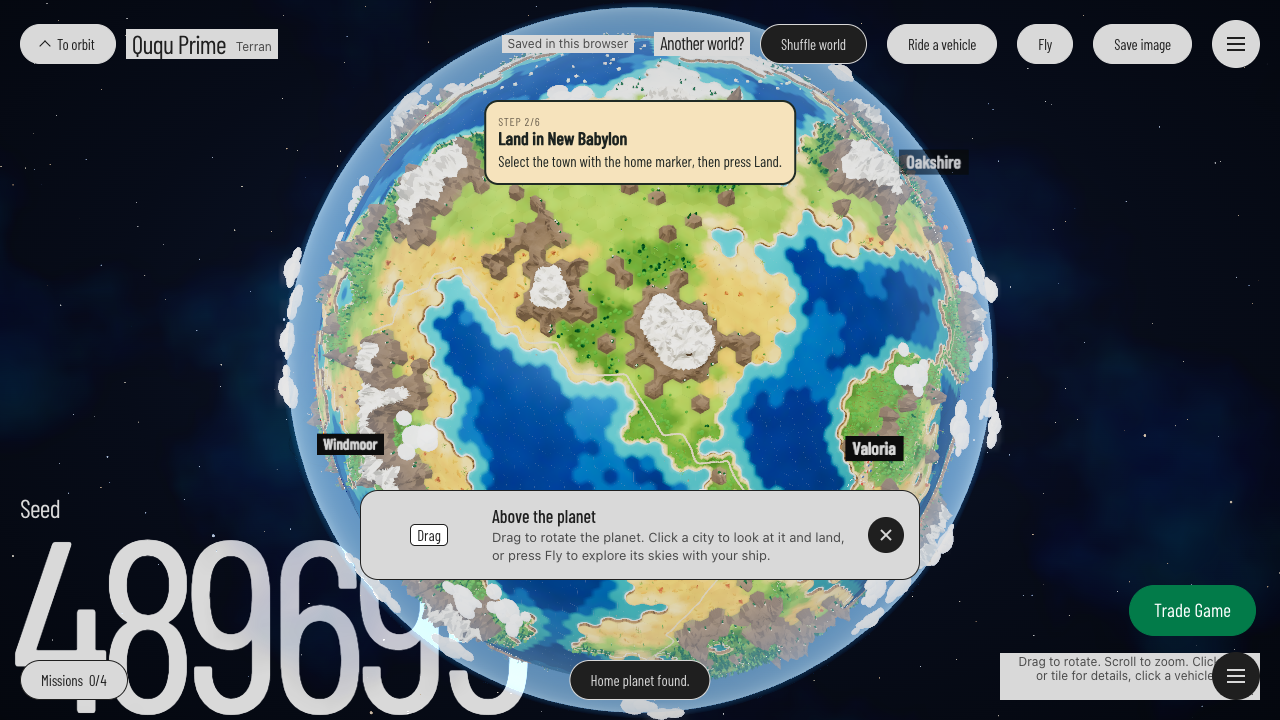 To orbit
Ququ Prime Terran
Saved in this browser
Another world?
Shuffle world
Ride a vehicle
Fly
Save image
STEP 2/6
Land in New Babylon
Select the town with the home marker, then press Land.
Oakshire
Windmoor
Valoria
Drag
Above the planet
Drag to rotate the planet. Click a city to look at it and land,
or press Fly to explore its skies with your ship.
Seed
48969
Trade Game
Missions 0/4
Home planet found.
Drag to rotate. Scroll to zoom.
or tile for details, click a vehicle